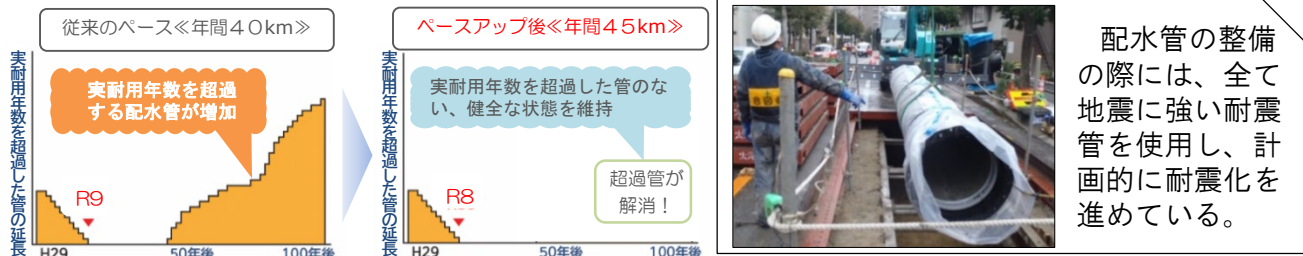 従来のペース≪年間40km≫
実耐用年数を超過した管の延長
実耐用年数を超過
する配水管が増加
R9
H29
50年後
100年後
ペースアップ後≪年間45km≫
実耐用年数を超過した管の延長
実耐用年数を超過した管のな
い、健全な状態を維持
超過管が
解消！
R8
H29
50年後
100年後
配水管の整備
の際には、全て
地震に強い耐震
管を使用し、計
画的に耐震化を
進めている。